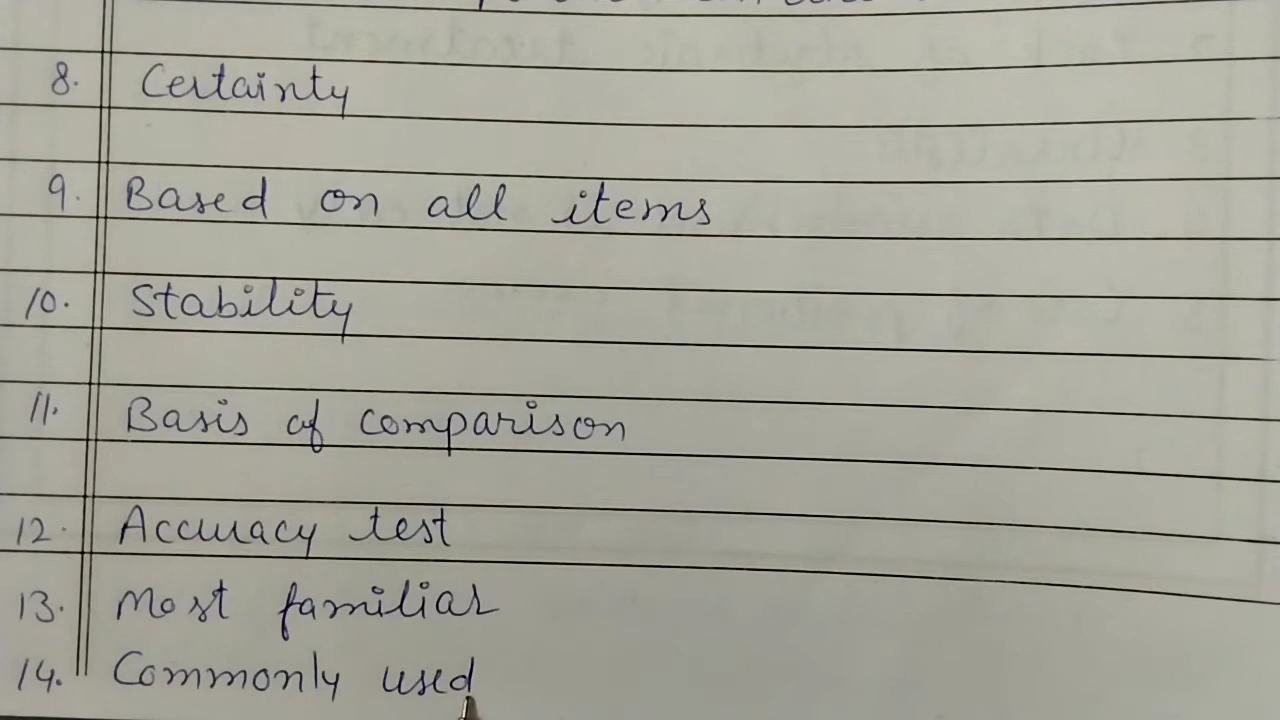 8. Certainty
9. Based on all items
10. Stability
11. Basis of comparison
12. Accuracy test
13. Most familiar
14. Commonly used